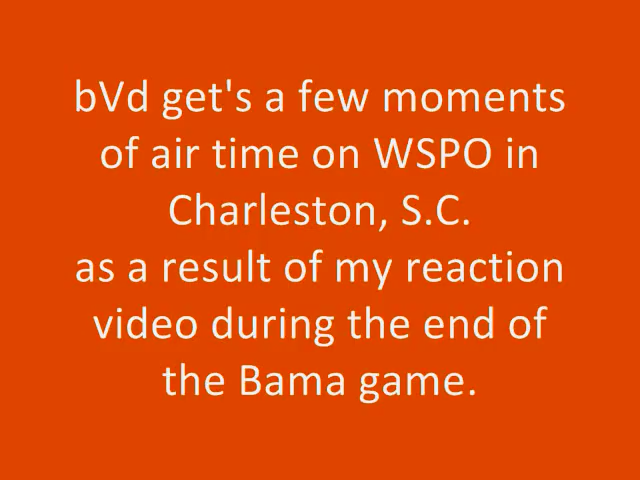 bVd get's a few moments
of air time on WSPO in
Charleston, S.C.
as a result of my reaction
video during the end of
the Bama game.